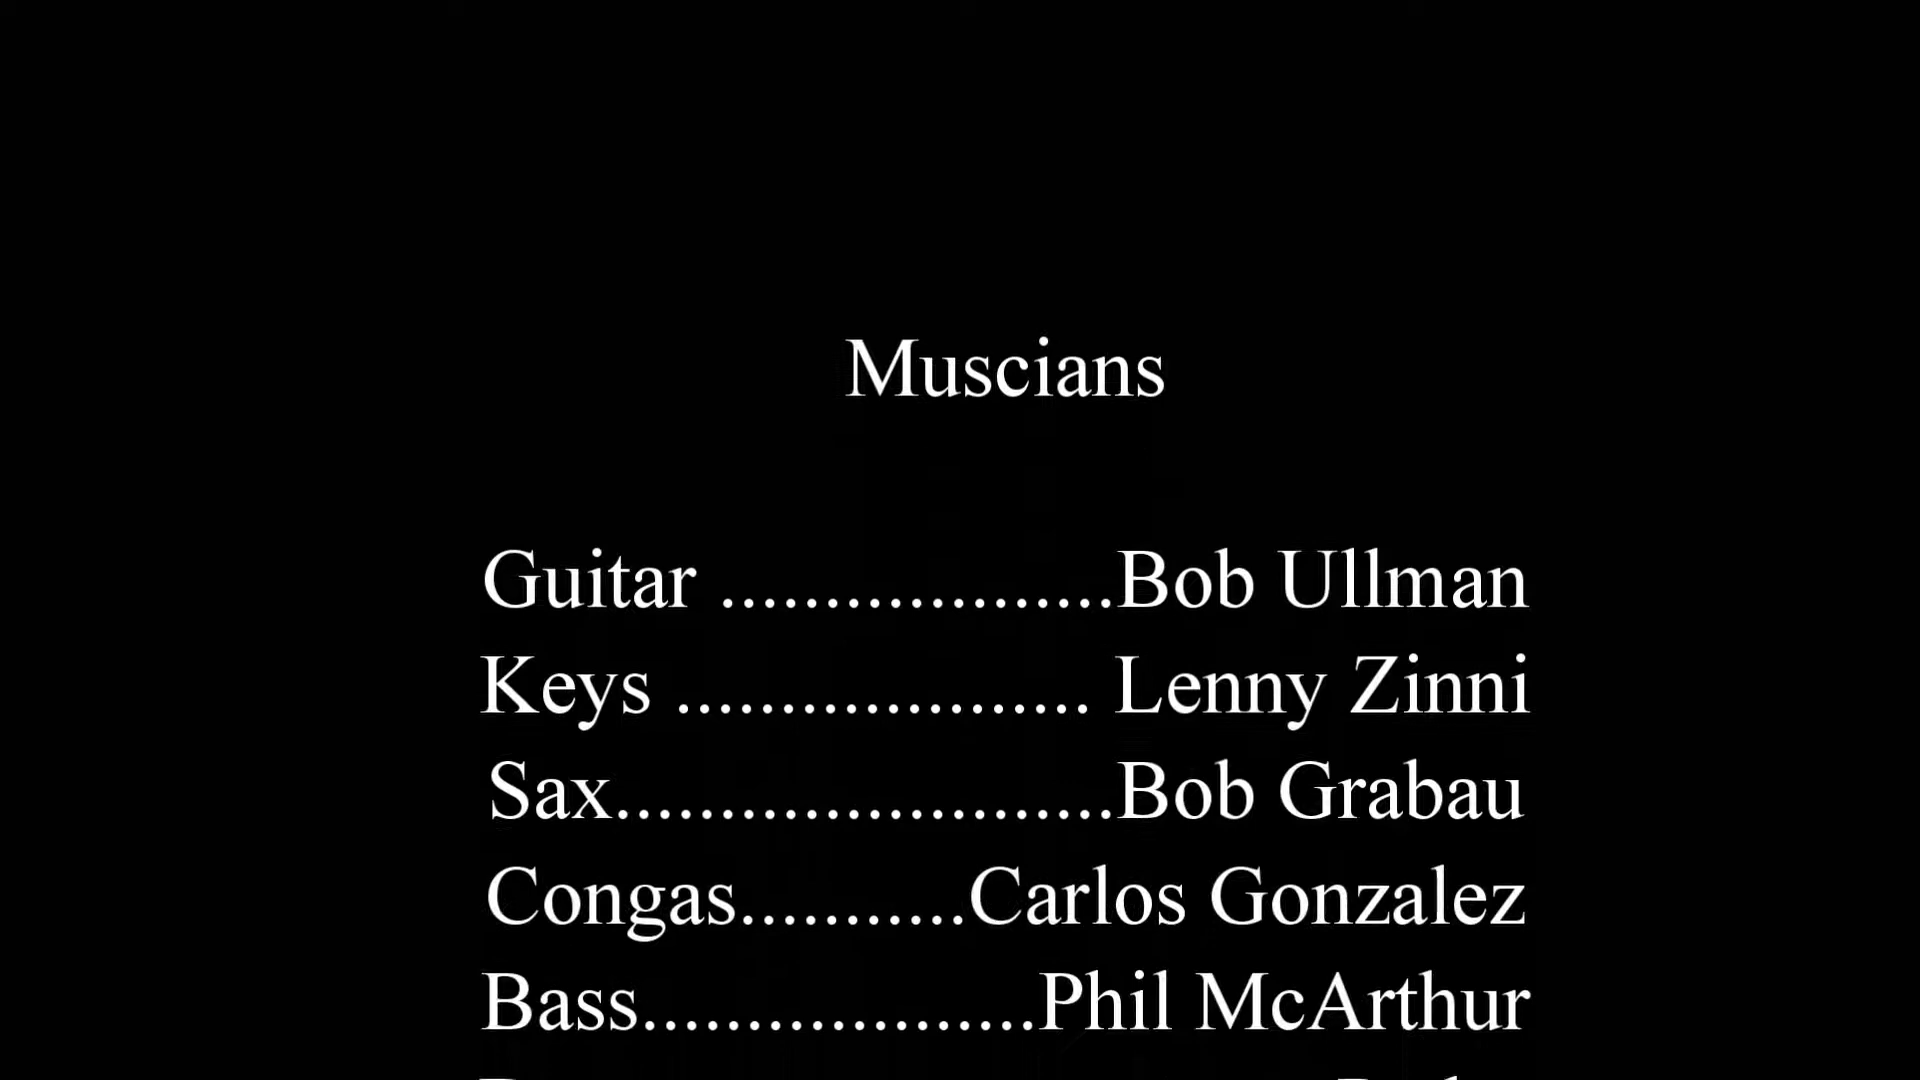 Muscians
Guitar ...................Bob Ullman
Keys .................... Lenny Zinni
Sax........................Bob Grabau
Congas...........Carlos Gonzalez
Bass...................Phil McArthur